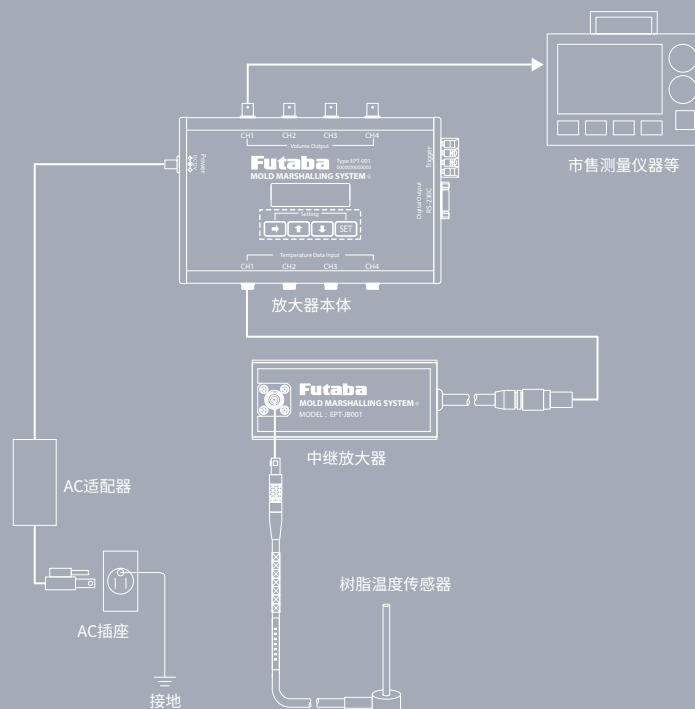 CH1 CH2 CH3 CH4
Volume Output
Futaba
Type EPT-001
MOLD MARSHALLING SYSTEM
Power
Trigger
Digital Output
RS-230C
Setting
SET
Temperature Data Input
CH1 CH2 CH3 CH4
放大器本体
市售测量仪器等
Futaba
MOLD MARSHALLING SYSTEM
MODEL : EPT-JB001
中继放大器
AC适配器
树脂温度传感器
AC插座
接地